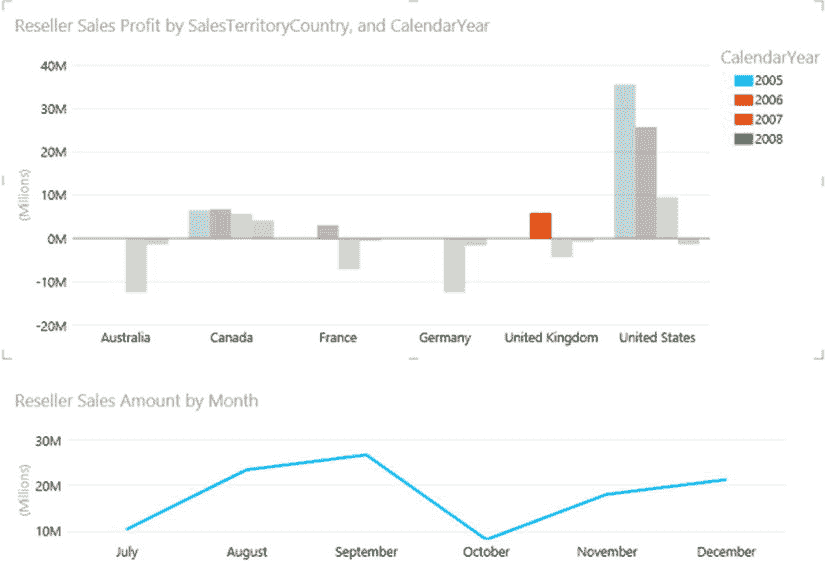 Reseller Sales Profit by SalesTerritoryCountry, and CalendarYear
CalendarYear
2005
2006
2007
2008
(Millions)
40M
30M
20M
10M
0M
-10M
-20M
Australia Canada France Germany United Kingdom United States
Reseller Sales Amount by Month
(Millions)
30M
20M
10M
July August September October November December